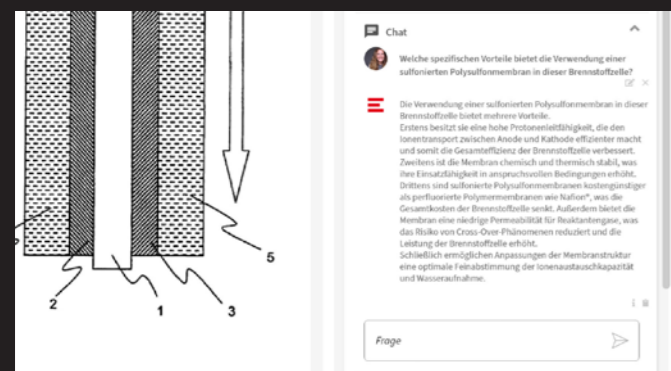 5
2
1
3
Chat
Welche spezifischen Vorteile bietet die Verwendung einer
sulfonierten Polysulfonmembran in dieser Brennstoffzelle?
Die Verwendung einer sulfonierten Polysulfonmembran in dieser
Brennstoffzelle bietet mehrere Vorteile.
Erstens besitzt sie eine hohe Protonenleitfähigkeit, die den
Ionentransport zwischen Anode und Kathode effizienter macht
und somit die Gesamteffizienz der Brennstoffzelle verbessert.
Zweitens ist die Membran chemisch und thermisch stabil, was
ihre Einsatzfähigkeit in anspruchsvollen Bedingungen erhöht.
Drittens sind sulfonierte Polysulfonmembranen kostengünstiger
als perfluorierte Polymermembranen wie Nafion®, was die
Gesamtkosten der Brennstoffzelle senkt. Außerdem bietet die
Membran eine niedrige Permeabilität für Reaktantengase, was
das Risiko von Cross-Over-Phänomenen reduziert und die
Leistung der Brennstoffzelle erhöht.
Schließlich ermöglichen Anpassungen der Membranstruktur
eine optimale Feinabstimmung der Ionenaustauschkapazität
und Wasseraufnahme.
Frage